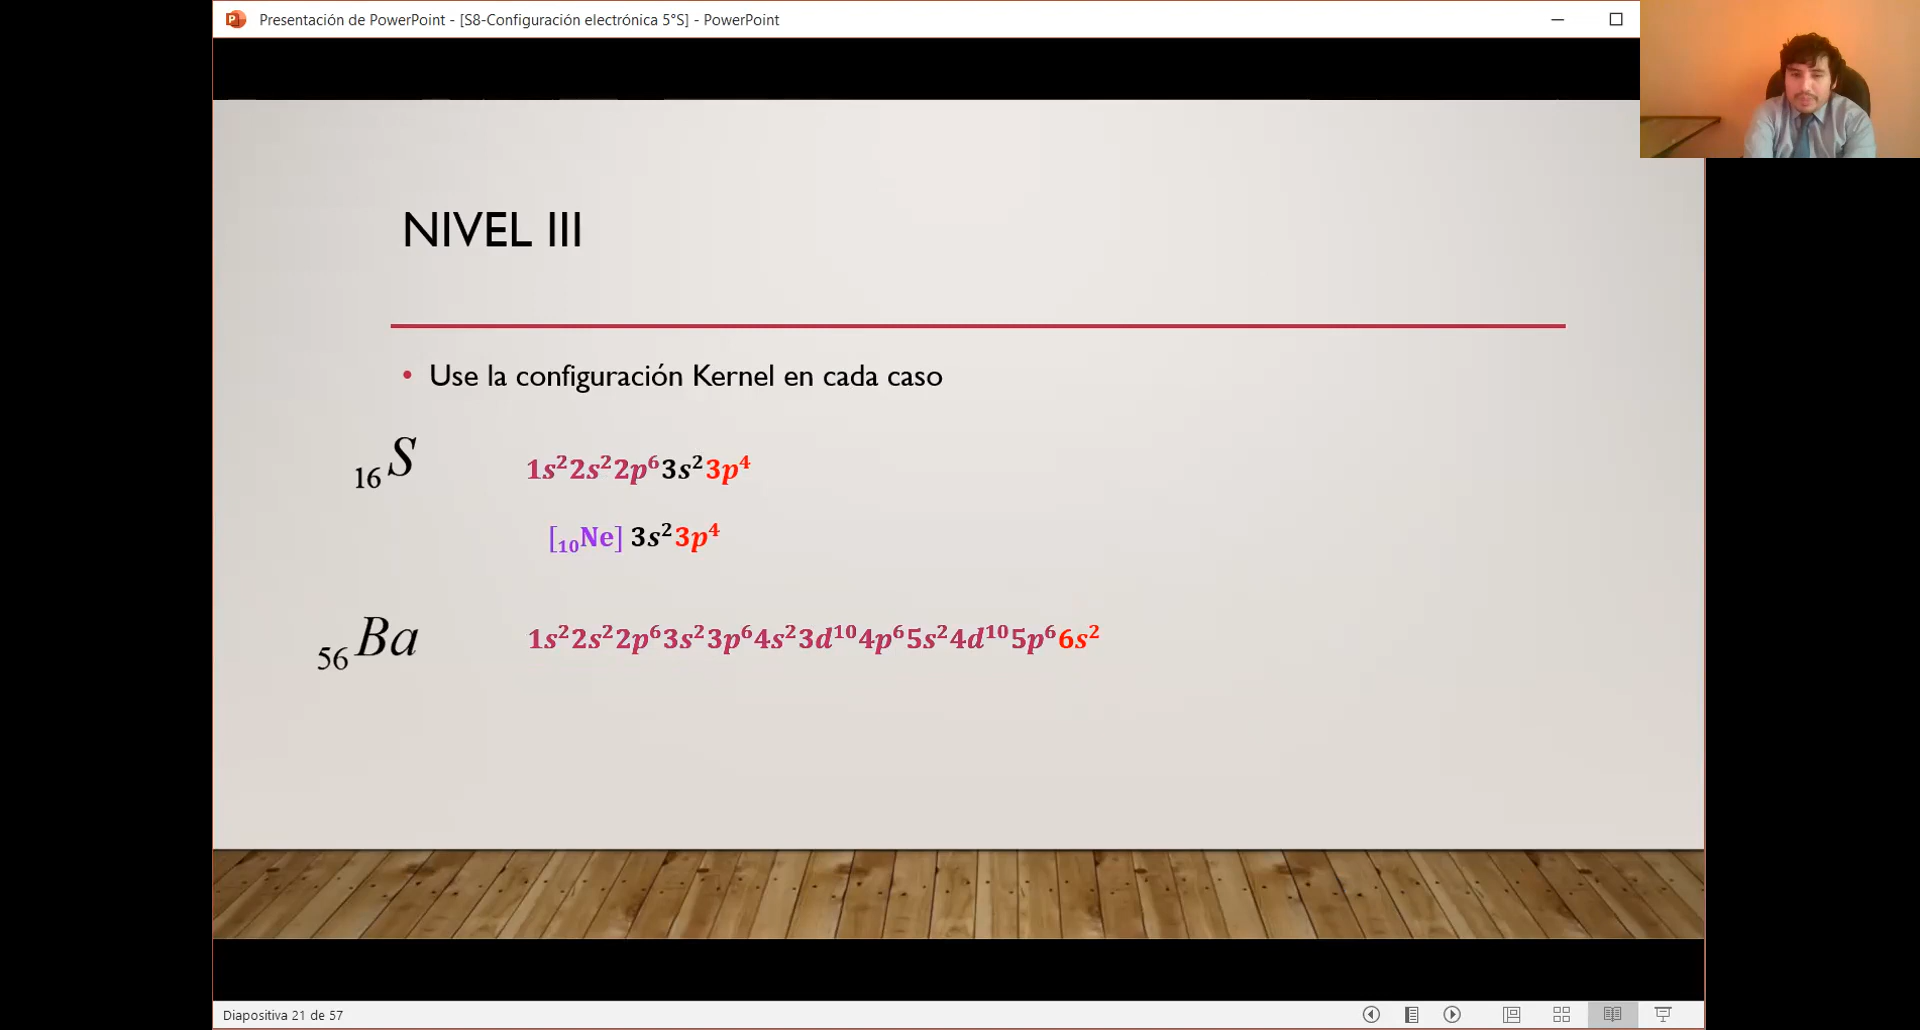 Presentación de PowerPoint - [S8-Configuración electrónica 5°S] - PowerPoint
NIVEL III
• Use la configuración Kernel en cada caso
₁₆S 1s²2s²2p⁶3s²3p⁴
[₁₀Ne] 3s²3p⁴
₅₆Ba 1s²2s²2p⁶3s²3p⁶4s²3d¹⁰4p⁶5s²4d¹⁰5p⁶6s²
Diapositiva 21 de 57